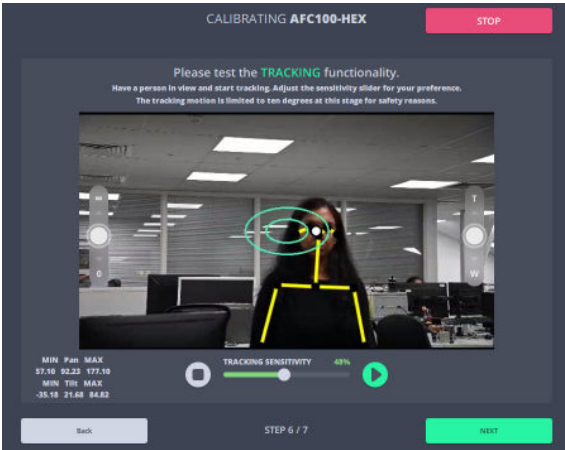 CALIBRATING AFC100-HEX
STOP
Please test the TRACKING functionality.
Have a person in view and start tracking. Adjust the sensitivity slider for your preference.
The tracking motion is limited to ten degrees at this stage for safety reasons.
T
W
MIN Pan MAX
57.10 92.23 177.10
MIN Tilt MAX
-35.18 21.68 84.82
TRACKING SENSITIVITY 48%
Back
STEP 6 / 7
NEXT